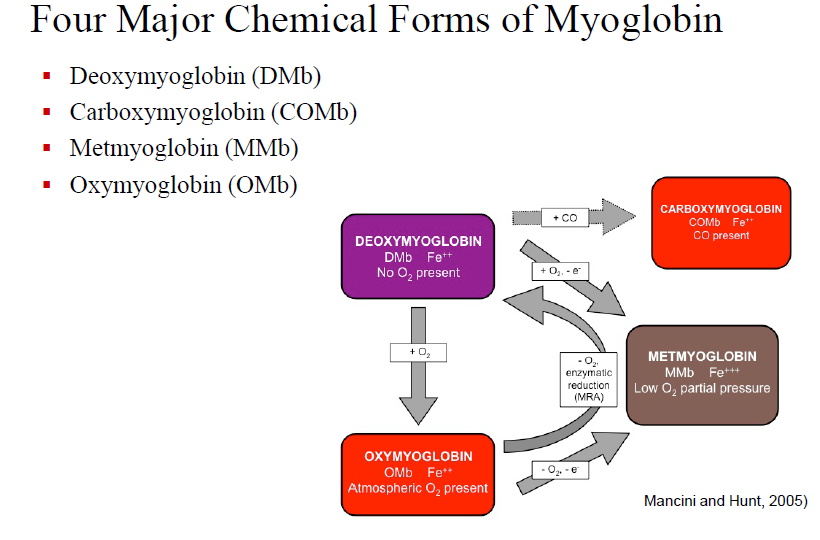 Four Major Chemical Forms of Myoglobin
▪ Deoxymyoglobin (DMb)
▪ Carboxymyoglobin (COMb)
▪ Metmyoglobin (MMb)
▪ Oxymyoglobin (OMb)
+ CO
CARBOXYMYOGLOBIN
COMb Fe⁺⁺
CO present
DEOXYMYOGLOBIN
DMb Fe⁺⁺
No O₂ present
+ O₂, - e⁻
+ O₂
- O₂,
enzymatic
reduction
(MRA)
METMYOGLOBIN
MMb Fe⁺⁺⁺
Low O₂ partial pressure
OXYMYOGLOBIN
OMb Fe⁺⁺
Atmospheric O₂ present
- O₂, - e⁻
Mancini and Hunt, 2005)